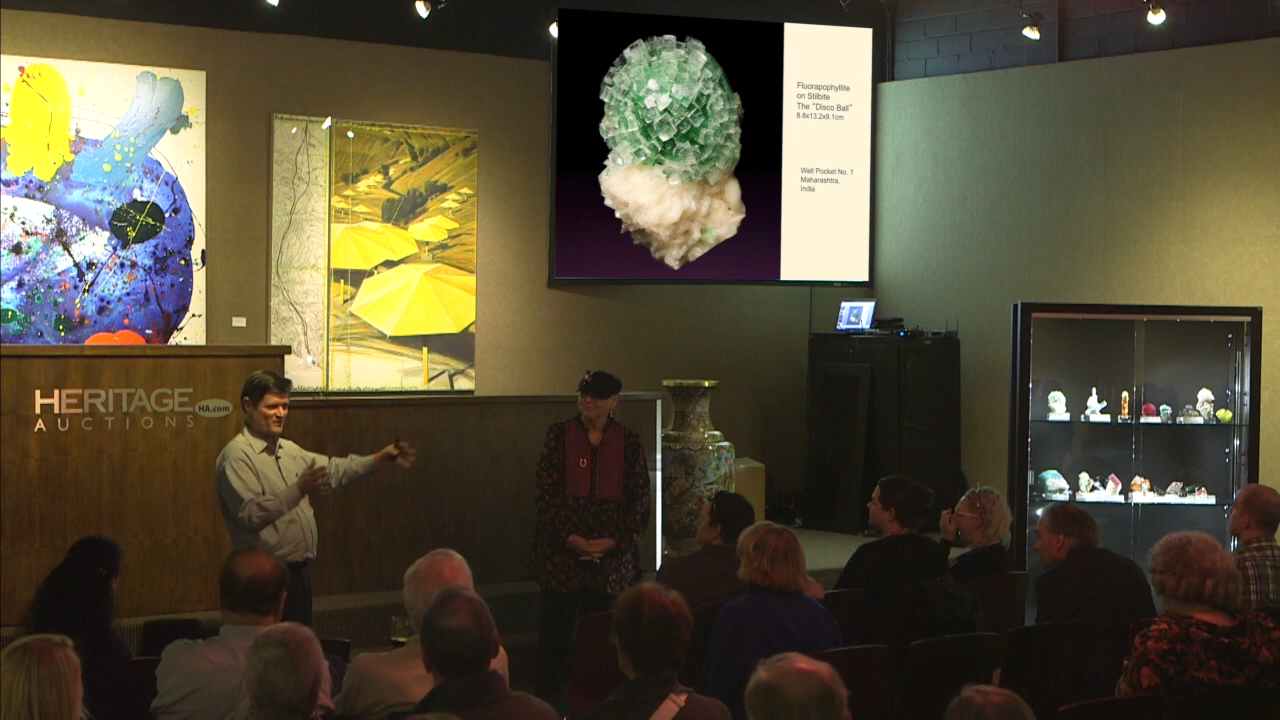 Fluorapophyllite
on Stilbite
The "Disco Ball"
8.8x13.2x9.1cm
Well Pocket No. 1
Maharashtra,
India
HERITAGE
HA.com
AUCTIONS